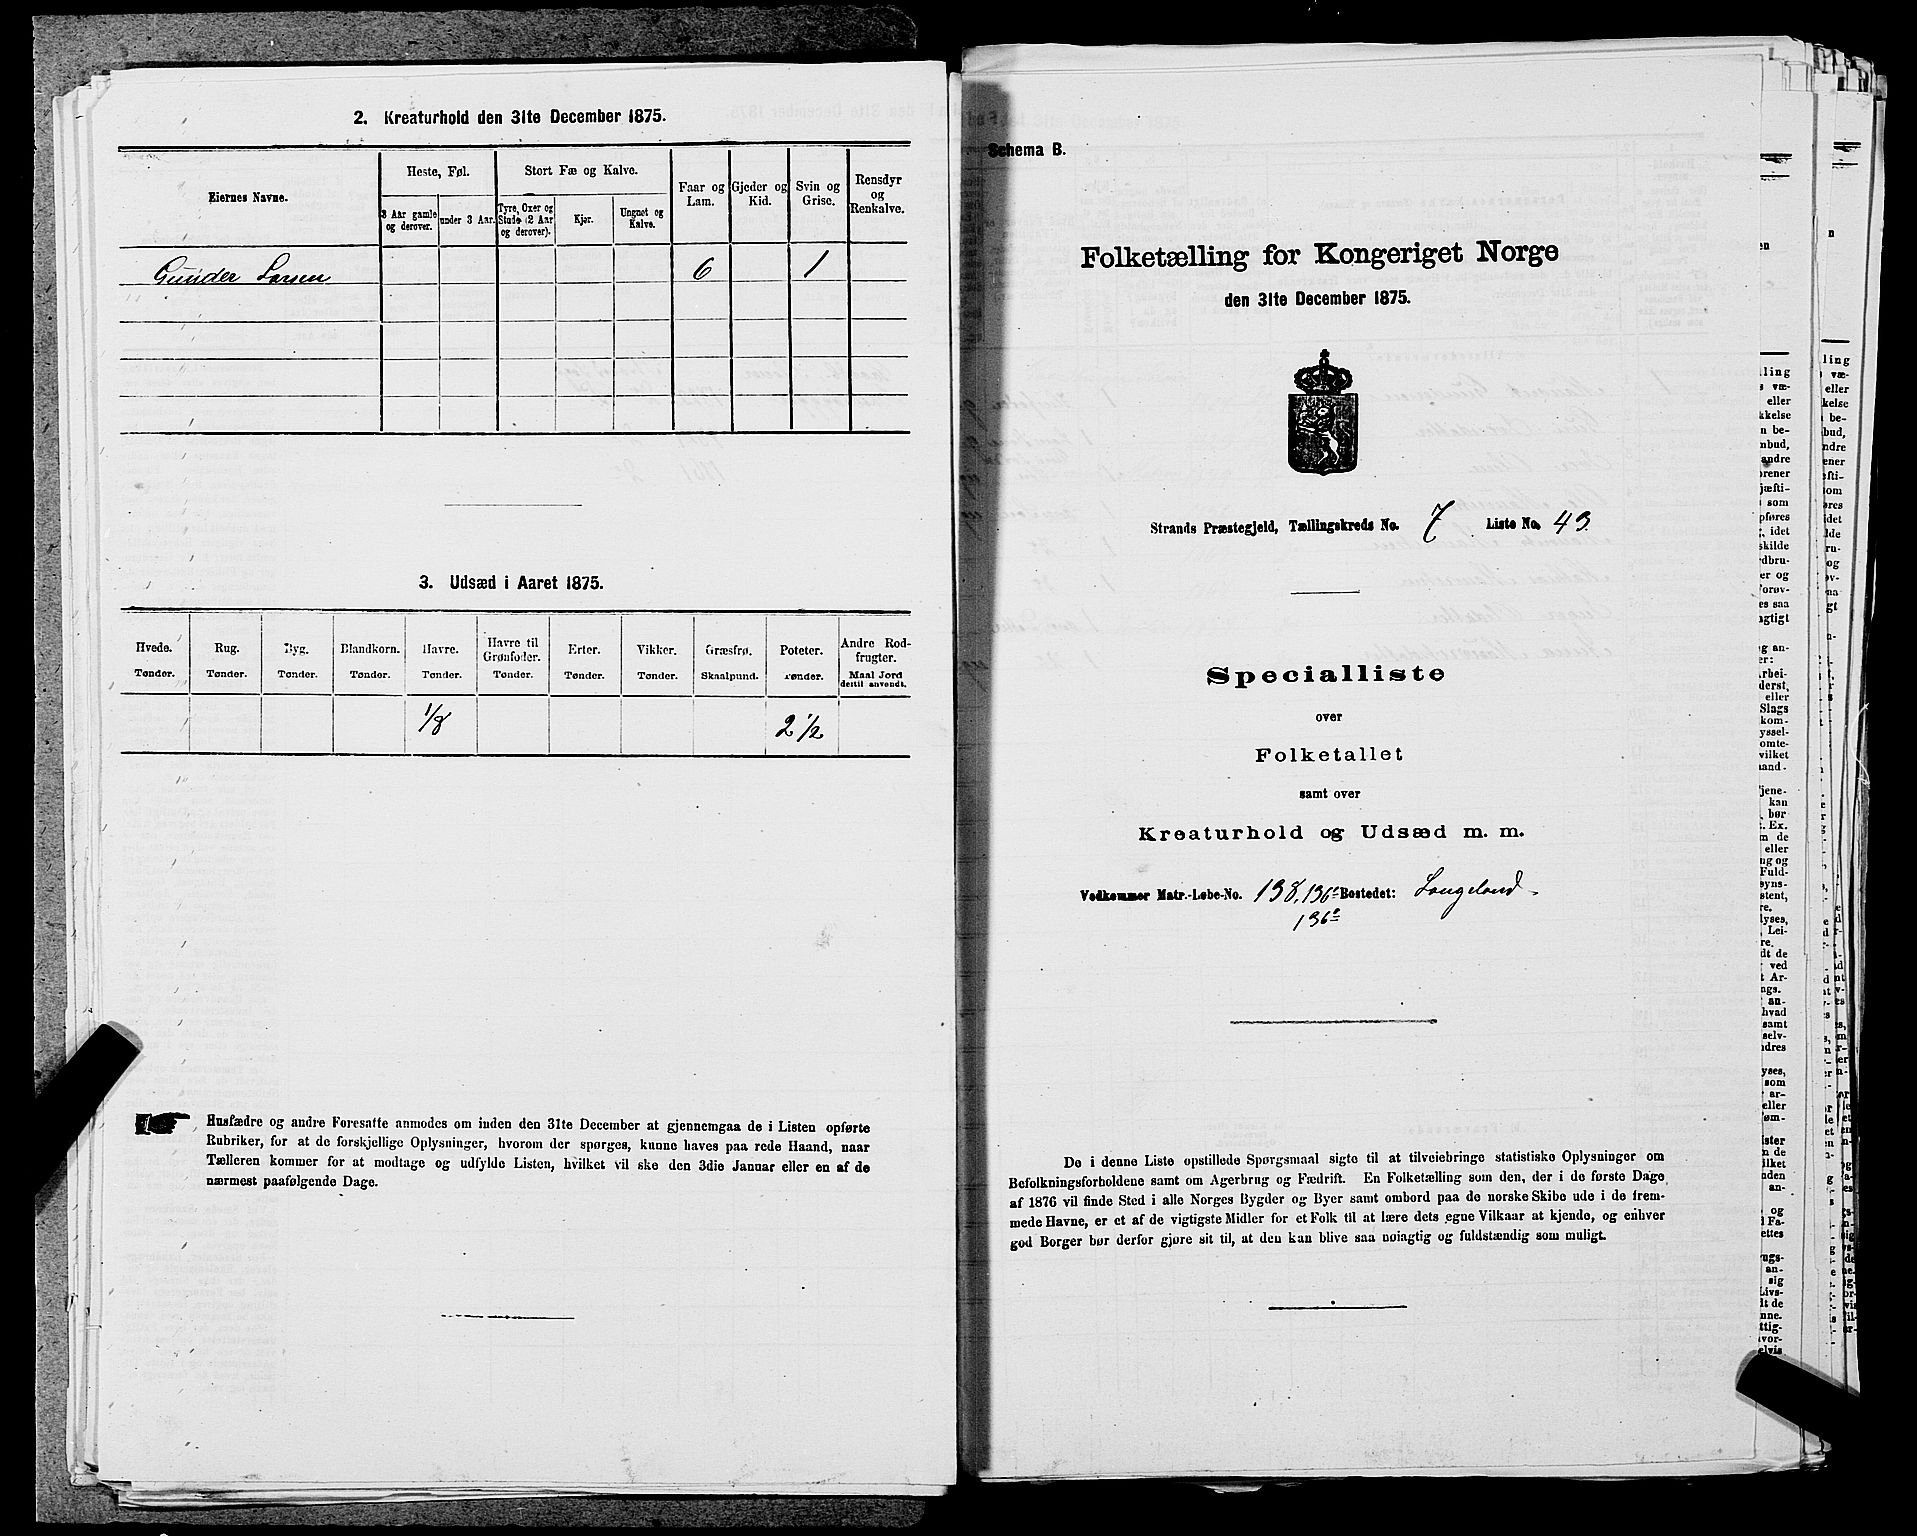 2. Kreaturhold den 31te December 1875.
Eiernes Navne.
Heste, Føl.
Stort Fæ og Kalve.
Faar og Lam.
Gjeder og Kid.
Svin og Grise.
Rensdyr og Renkalve.
3 Aar gamle og derover.
under 3 Aar.
Tyre, Oxer og Stude (2 Aar og derover).
Kjør.
Ungnøt og Kalve.
Gunder Larsen 6 1
3. Udsæd i Aaret 1875.
Hvede. Rug. Byg. Blandkorn. Havre. Havre til Grønfoder. Erter. Vikker. Græsfrø. Poteter. Andre Rodfrugter.
Tønder. Tønder. Tønder. Tønder. Tønder. Tønder. Tønder. Tønder. Skaalpund. Tønder. Maal Jord dertil anvendt.
1/8 2 1/2
Husfædre og andre Foresatte anmodes om inden den 31te December at gjennemgaa de i Listen opførte
Rubriker, for at de forskjellige Oplysninger, hvorom der spørges, kunne haves paa rede Haand, naar
Tælleren kommer for at modtage og udfylde Listen, hvilket vil ske den 3die Januar eller en af de
nærmest paafølgende Dage.
Schema B.
Folketælling for Kongeriget Norge
den 31te December 1875.
Strands Præstegjeld, Tællingskreds No. 7 Liste No. 43.
Specialliste
over
Folketallet
samt over
Kreaturhold og Udsæd m. m.
Vedkommer Matr.-Løbe-No. 138, 136c Bostedet: Langeland
De i denne Liste opstillede Spørgsmaal sigte til at tilveiebringe statistiske Oplysninger om
Befolkningsforholdene samt om Agerbrug og Fædrift. En Folketælling som den, der i de første Dage
af 1876 vil finde Sted i alle Norges Bygder og Byer samt ombord paa de norske Skibe ude i de frem-
mede Havne, er et af de vigtigste Midler for et Folk til at lære dets egne Vilkaar at kjende, og enhver
god Borger bør derfor gjøre sit til, at den kan blive saa nøiagtig og fuldstændig som muligt.